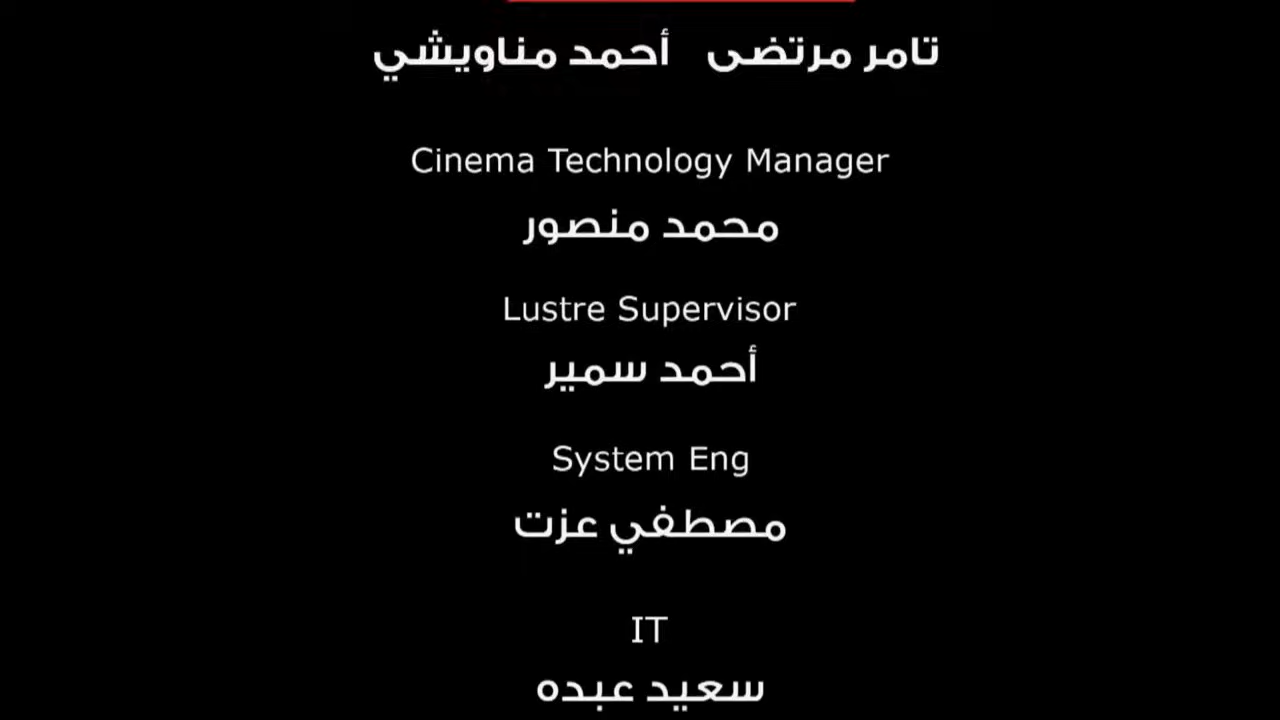 تامر مرتضى أحمد مناويشي
Cinema Technology Manager
محمد منصور
Lustre Supervisor
أحمد سمير
System Eng
مصطفي عزت
IT
سعيد عبده